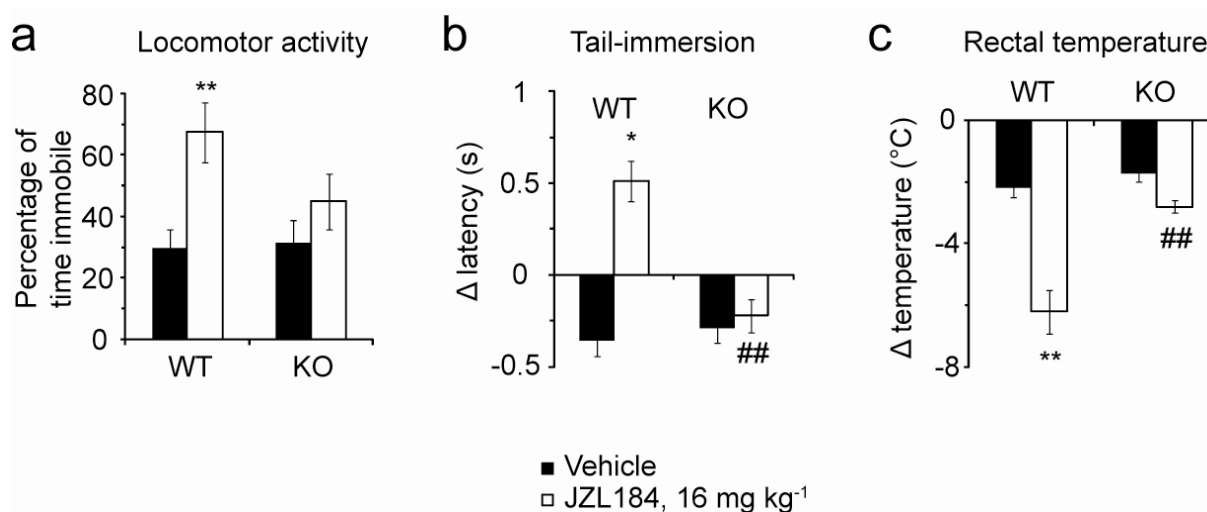 a Locomotor activity
Percentage of
time immobile
80
60
40
20
0
**
WT KO
b Tail-immersion
Δ latency (s)
1
0.5
0
-0.5
WT KO
*
##
c Rectal temperature
Δ temperature (°C)
WT KO
0
-4
-8
**
##
Vehicle
JZL184, 16 mg kg⁻¹